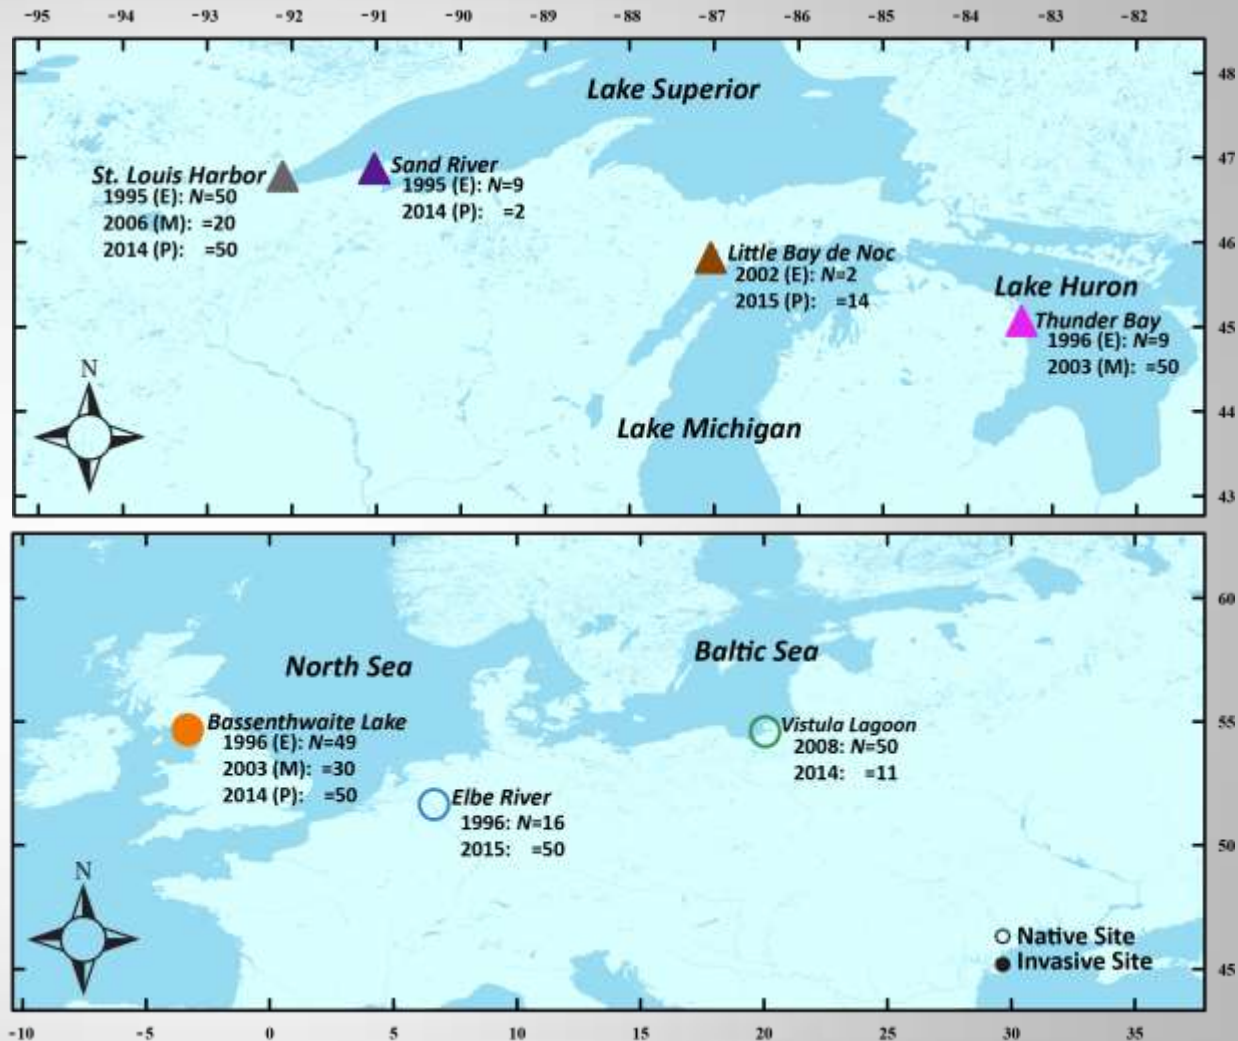 -95 -94 -93 -92 -91 -90 -89 -88 -87 -86 -85 -84 -83 -82
48
47
46
45
44
43
Lake Superior
St. Louis Harbor
1995 (E): N=50
2006 (M): =20
2014 (P): =50
Sand River
1995 (E): N=9
2014 (P): =2
Little Bay de Noc
2002 (E): N=2
2015 (P): =14
Lake Huron
Thunder Bay
1996 (E): N=9
2003 (M): =50
Lake Michigan
N
60
55
50
45
North Sea
Baltic Sea
Bassenthwaite Lake
1996 (E): N=49
2003 (M): =30
2014 (P): =50
Vistula Lagoon
2008: N=50
2014: =11
Elbe River
1996: N=16
2015: =50
N
Native Site
Invasive Site
-10 -5 0 5 10 15 20 25 30 35